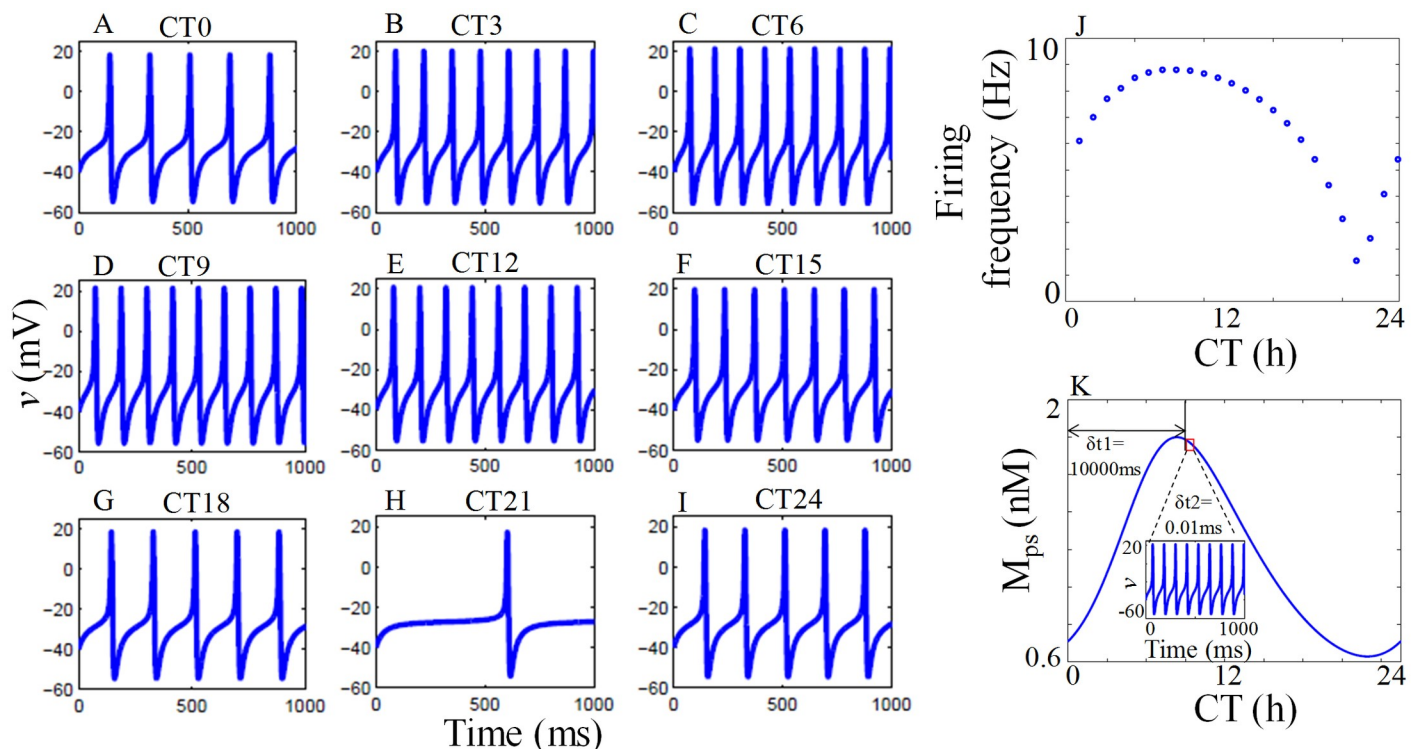 A CT0
20
0
−20
−40
−60
0 500 1000
B CT3
20
0
−20
−40
−60
0 500 1000
C CT6
20
0
−20
−40
−60
0 500 1000
D CT9
20
0
−20
−40
−60
0 500 1000
E CT12
20
0
−20
−40
−60
0 500 1000
F CT15
20
0
−20
−40
−60
0 500 1000
G CT18
20
0
−20
−40
−60
0 500 1000
H CT21
20
0
−20
−40
−60
0 500 1000
I CT24
20
0
−20
−40
−60
0 500 1000
v (mV)
Time (ms)
J
10
0
Firing
frequency (Hz)
0 12 24
CT (h)
K
2
0.6
Mps (nM)
δt1=
10000ms
δt2=
0.01ms
20
v
-60
0 1000
Time (ms)
0 12 24
CT (h)